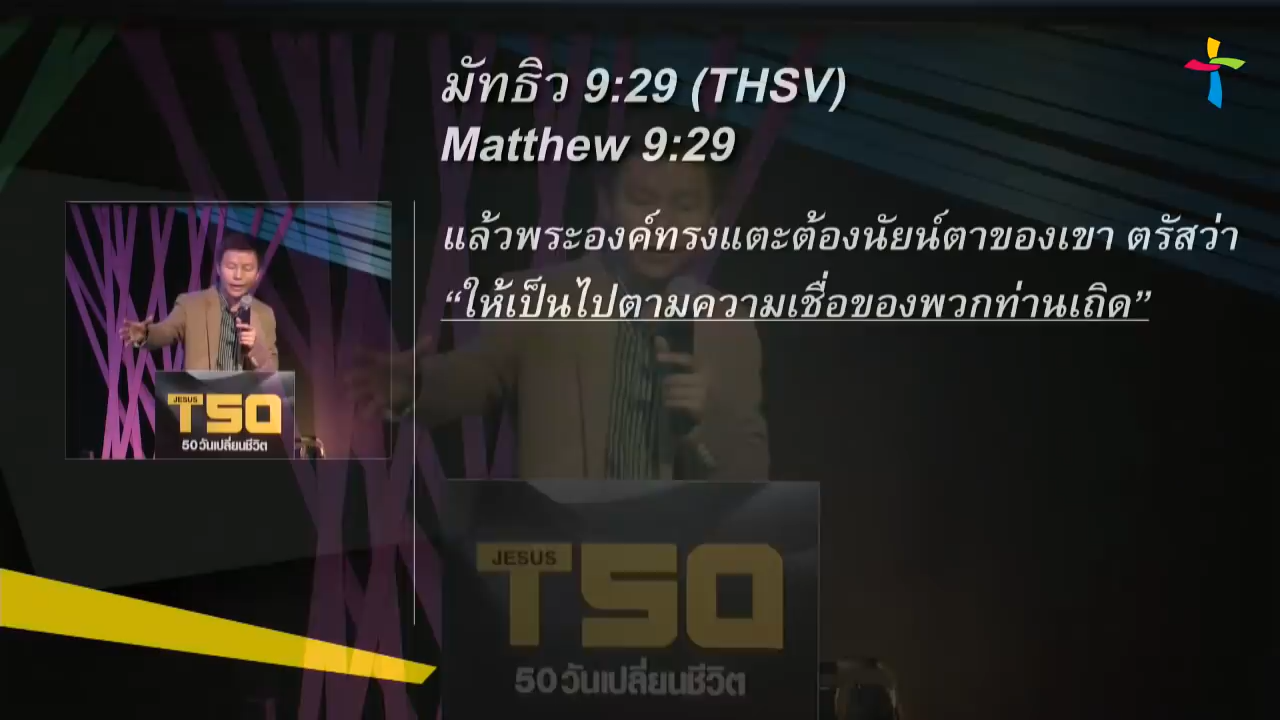 มัทธิว 9:29 (THSV)
Matthew 9:29
แล้วพระองค์ทรงแตะต้องนัยน์ตาของเขา ตรัสว่า
“ให้เป็นไปตามความเชื่อของพวกท่านเถิด”
JESUS
T50
50 วันเปลี่ยนชีวิต
JESUS
T50
50 วันเปลี่ยนชีวิต